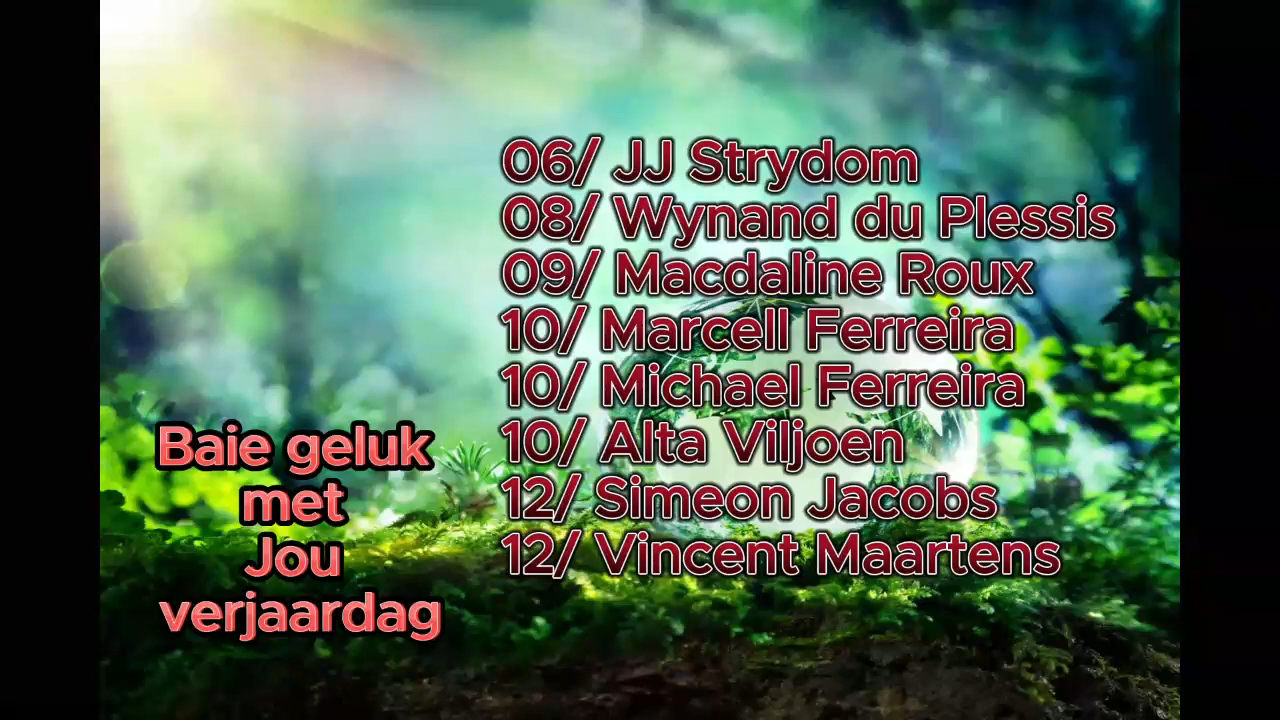 06/ JJ Strydom
08/ Wynand du Plessis
09/ Macdaline Roux
10/ Marcell Ferreira
10/ Michael Ferreira
10/ Alta Viljoen
12/ Simeon Jacobs
12/ Vincent Maartens
Baie geluk
met
Jou
verjaardag